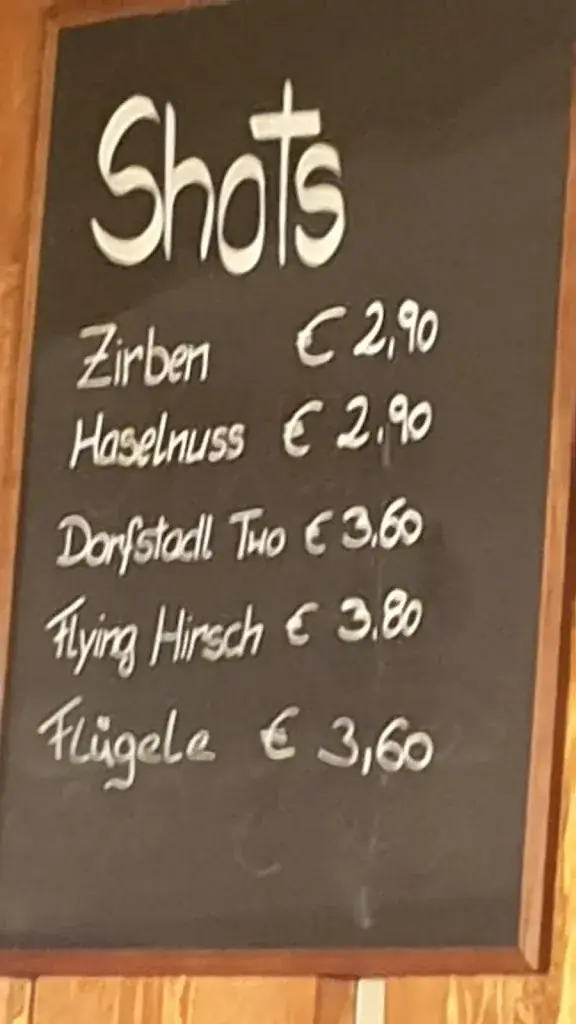 Shots
Zirben € 2,90
Haselnuss € 2.90
Dorfstadl Two € 3.60
Flying Hirsch € 3.80
Flügele € 3,60